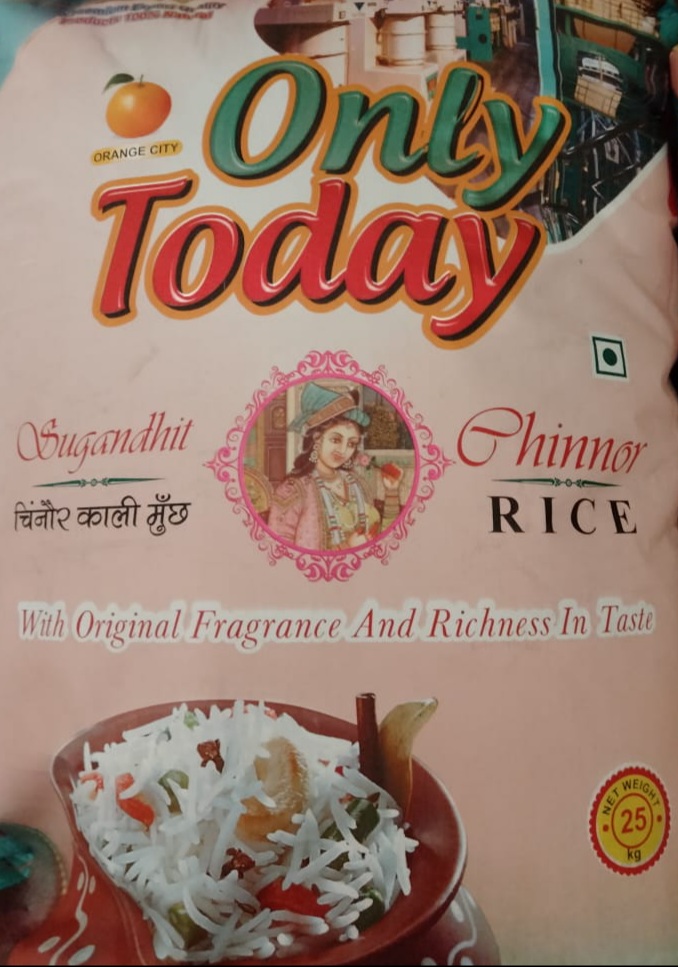 ORANGE CITY
Only
Today
Sugandhit
चिंनौर काली मुँछ
Chinnor
RICE
With Original Fragrance And Richness In Taste
NET WEIGHT
25
kg